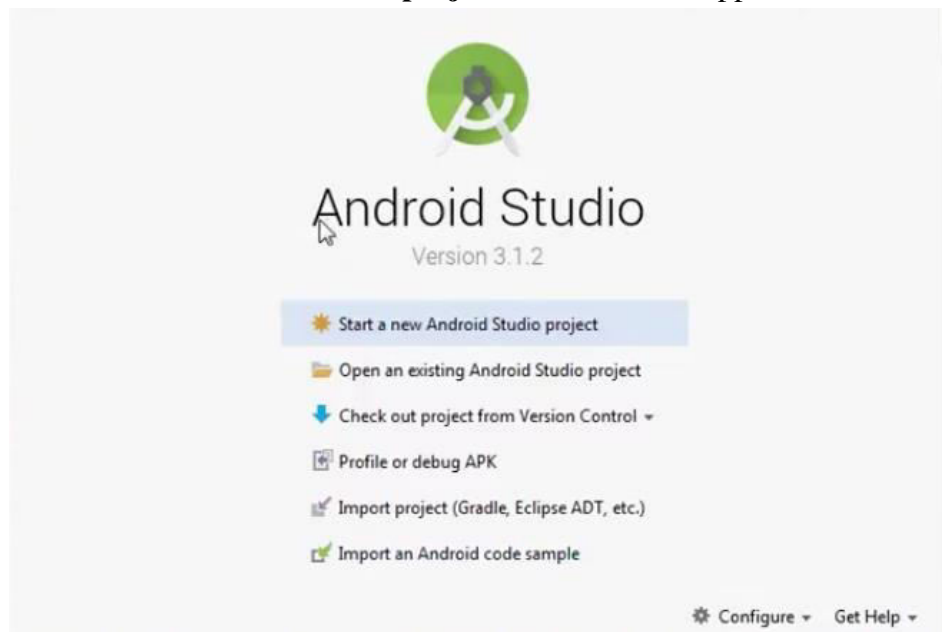 Android Studio
Version 3.1.2
Start a new Android Studio project
Open an existing Android Studio project
Check out project from Version Control
Profile or debug APK
Import project (Gradle, Eclipse ADT, etc.)
Import an Android code sample
Configure Get Help